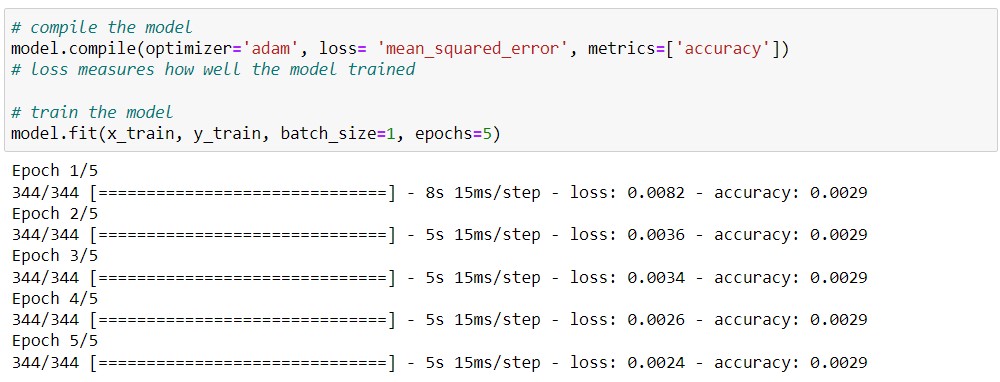 # compile the model
model.compile(optimizer='adam', loss= 'mean_squared_error', metrics=['accuracy'])
# loss measures how well the model trained
# train the model
model.fit(x_train, y_train, batch_size=1, epochs=5)
Epoch 1/5
344/344 [==============================] - 8s 15ms/step - loss: 0.0082 - accuracy: 0.0029
Epoch 2/5
344/344 [==============================] - 5s 15ms/step - loss: 0.0036 - accuracy: 0.0029
Epoch 3/5
344/344 [==============================] - 5s 15ms/step - loss: 0.0034 - accuracy: 0.0029
Epoch 4/5
344/344 [==============================] - 5s 15ms/step - loss: 0.0026 - accuracy: 0.0029
Epoch 5/5
344/344 [==============================] - 5s 15ms/step - loss: 0.0024 - accuracy: 0.0029